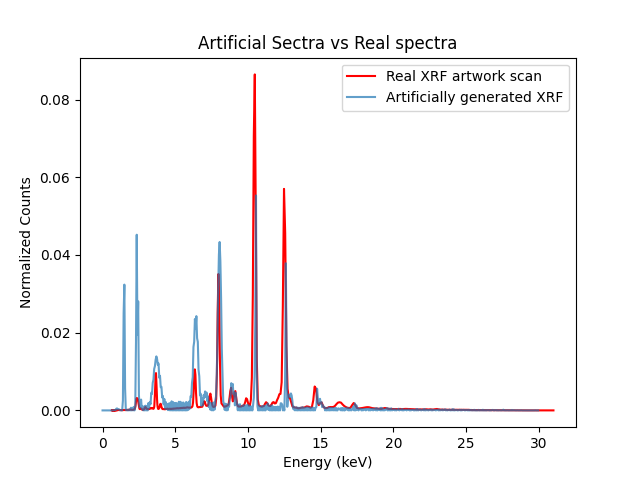 Artificial Sectra vs Real spectra
Real XRF artwork scan
Artificially generated XRF
Normalized Counts
0.08
0.06
0.04
0.02
0.00
0 5 10 15 20 25 30
Energy (keV)